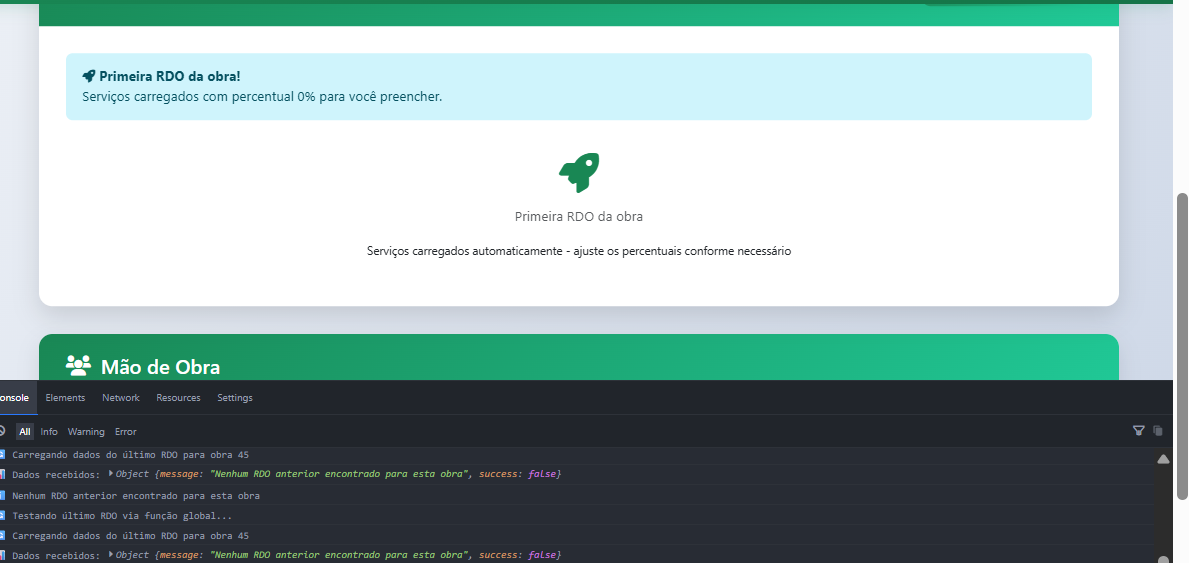 Primeira RDO da obra!
Serviços carregados com percentual 0% para você preencher.
Primeira RDO da obra
Serviços carregados automaticamente - ajuste os percentuais conforme necessário
Mão de Obra
onsole Elements Network Resources Settings
All Info Warning Error
Carregando dados do último RDO para obra 45
Dados recebidos: Object {message: "Nenhum RDO anterior encontrado para esta obra", success: false}
Nenhum RDO anterior encontrado para esta obra
Testando último RDO via função global...
Carregando dados do último RDO para obra 45
Dados recebidos: Object {message: "Nenhum RDO anterior encontrado para esta obra", success: false}